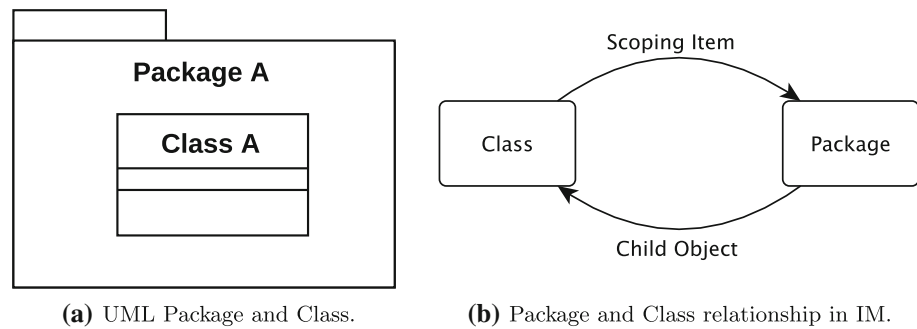 Package A
Class A
Scoping Item
Class
Package
Child Object
(a) UML Package and Class.
(b) Package and Class relationship in IM.